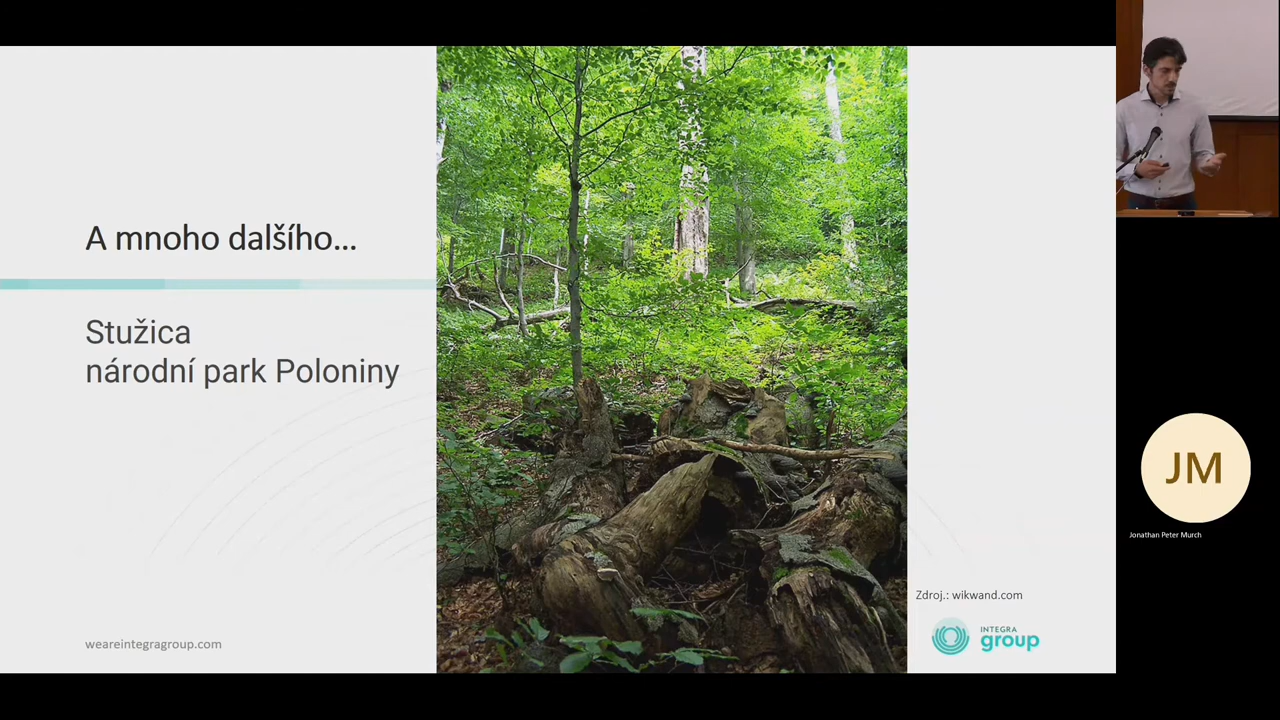 A mnoho dalšího...
Stužica
národní park Poloniny
weareintegragroup.com
Zdroj.: wikwand.com
INTEGRA
group
JM
Jonathan Peter Murch